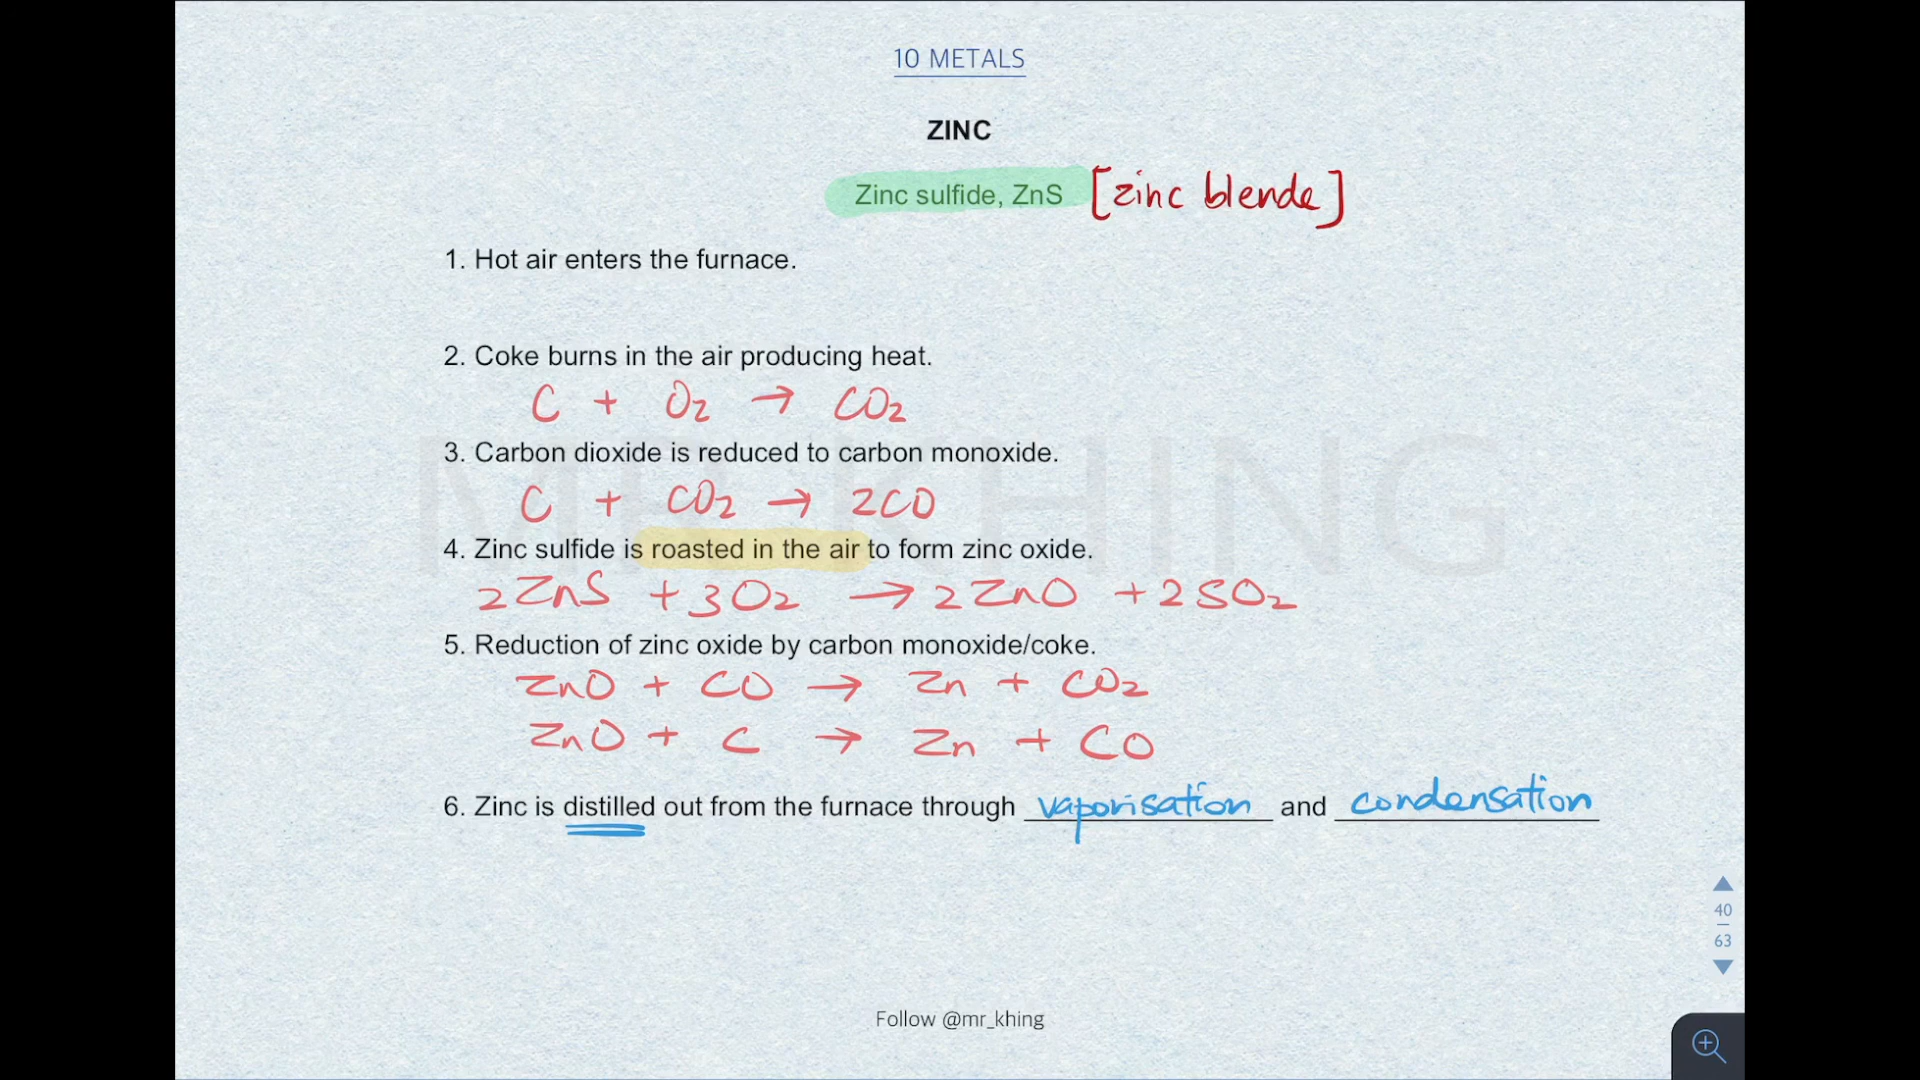 10 METALS
ZINC
Zinc sulfide, ZnS [zinc blende]
1. Hot air enters the furnace.
2. Coke burns in the air producing heat.
C + O₂ → CO₂
3. Carbon dioxide is reduced to carbon monoxide.
C + CO₂ → 2CO
MR KHING
4. Zinc sulfide is roasted in the air to form zinc oxide.
2ZnS + 3O₂ → 2ZnO + 2SO₂
5. Reduction of zinc oxide by carbon monoxide/coke.
ZnO + CO → Zn + CO₂
ZnO + C → Zn + CO
6. Zinc is distilled out from the furnace through vaporisation and condensation
40
63
Follow @mr_khing